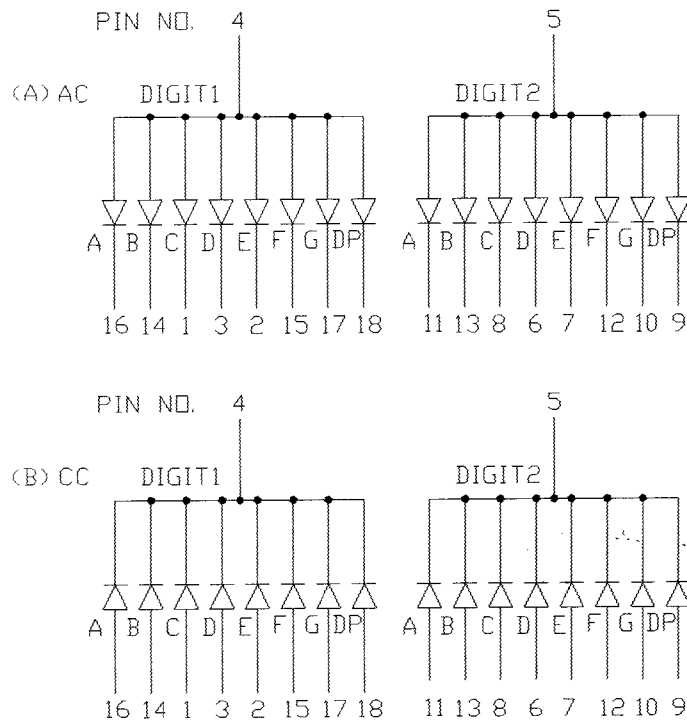 PIN NO. 4 5
(A) AC DIGIT1 DIGIT2
A B C D E F G DP A B C D E F G DP
16 14 1 3 2 15 17 18 11 13 8 6 7 12 10 9
PIN NO. 4 5
(B) CC DIGIT1 DIGIT2
A B C D E F G DP A B C D E F G DP
16 14 1 3 2 15 17 18 11 13 8 6 7 12 10 9